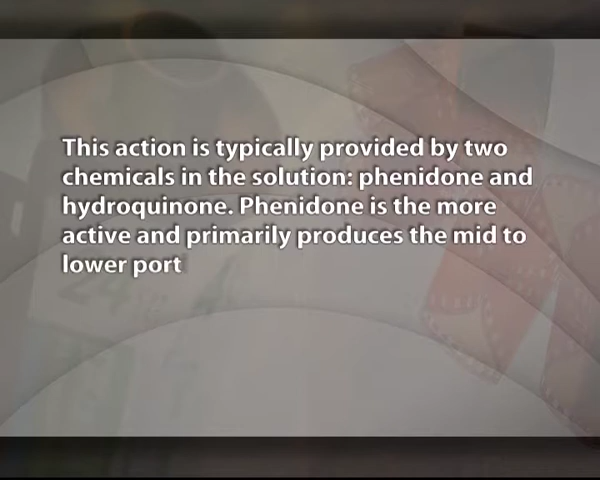 This action is typically provided by two
chemicals in the solution: phenidone and
hydroquinone. Phenidone is the more
active and primarily produces the mid to
lower port